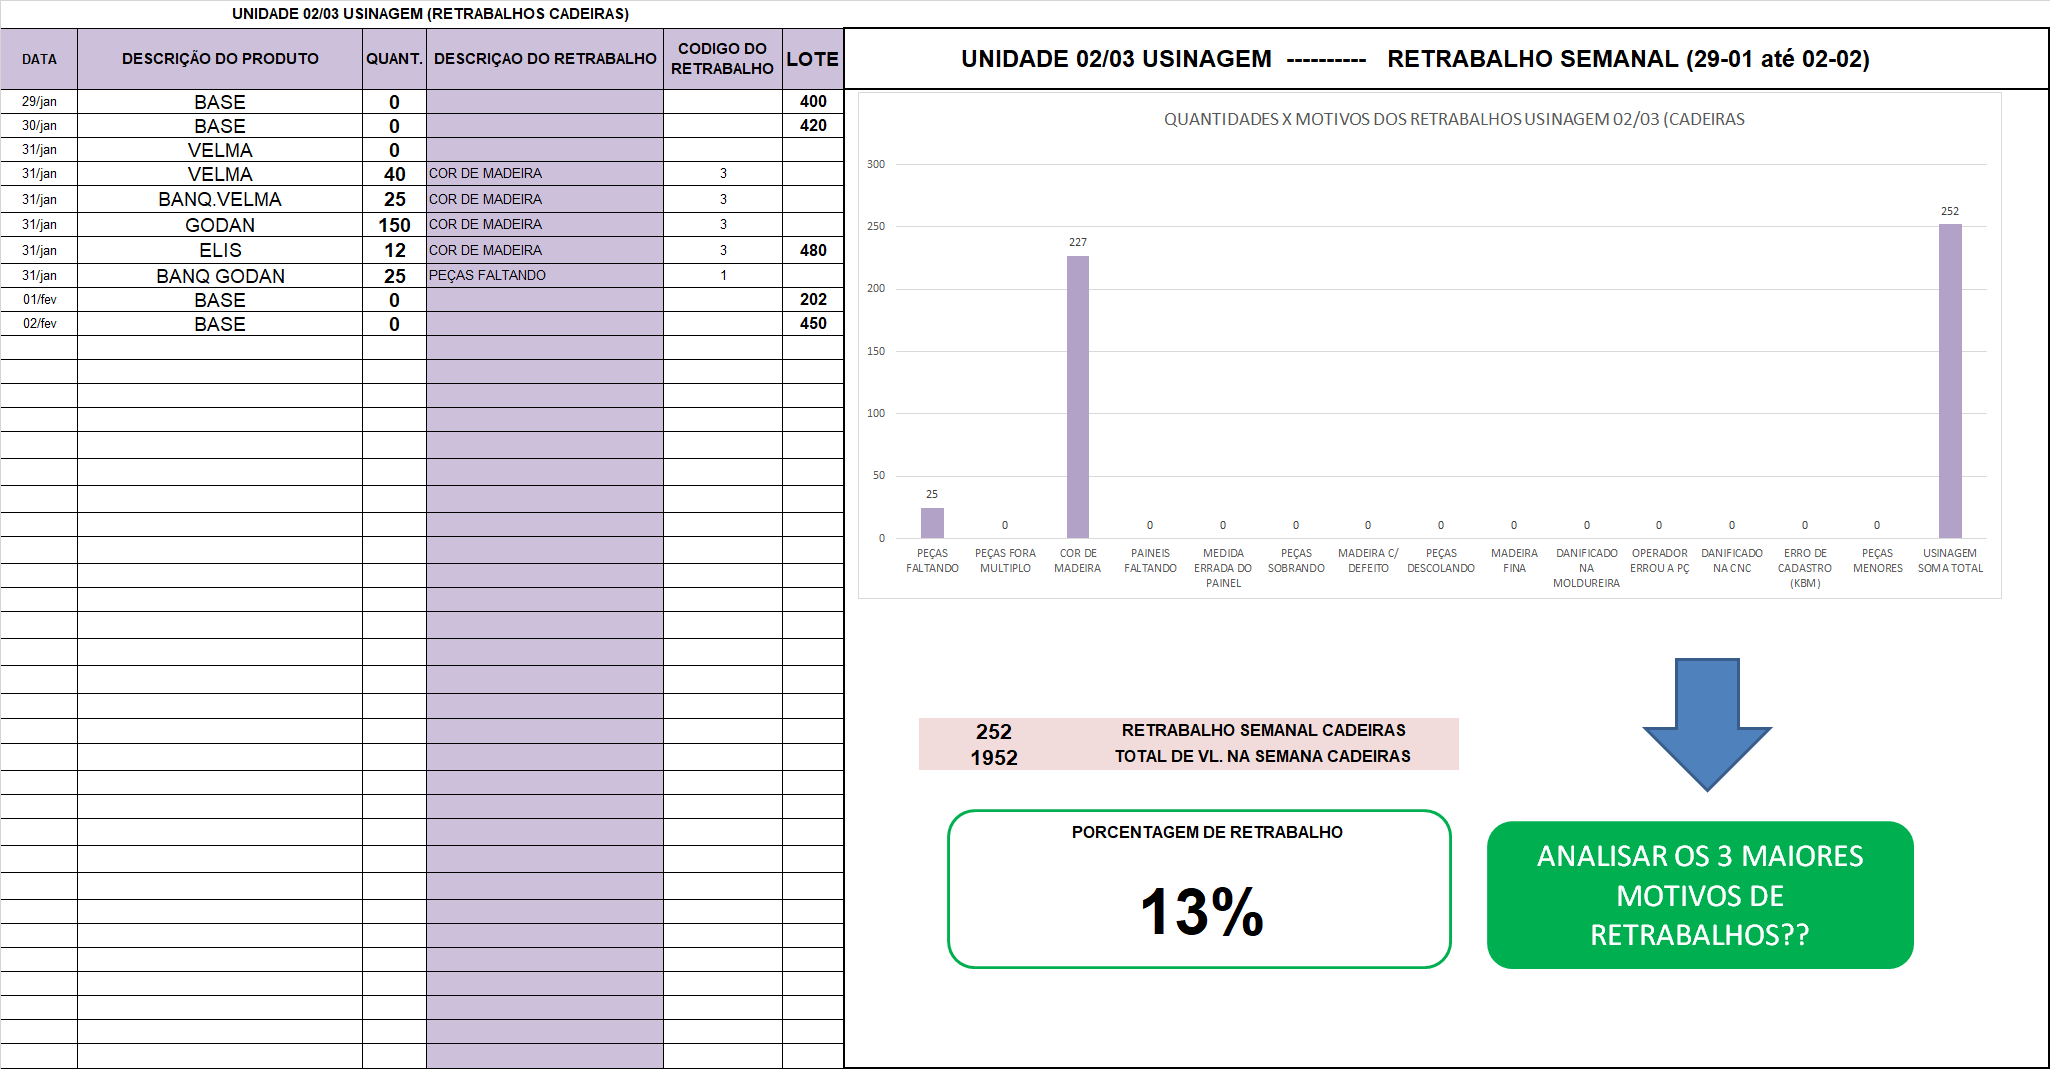 UNIDADE 02/03 USINAGEM (RETRABALHOS CADEIRAS)
DATA DESCRIÇÃO DO PRODUTO QUANT. DESCRIÇAO DO RETRABALHO CODIGO DO RETRABALHO LOTE
29/jan BASE 0 400
30/jan BASE 0 420
31/jan VELMA 0
31/jan VELMA 40 COR DE MADEIRA 3
31/jan BANQ.VELMA 25 COR DE MADEIRA 3
31/jan GODAN 150 COR DE MADEIRA 3
31/jan ELIS 12 COR DE MADEIRA 3 480
31/jan BANQ GODAN 25 PEÇAS FALTANDO 1
01/fev BASE 0 202
02/fev BASE 0 450
UNIDADE 02/03 USINAGEM ---------- RETRABALHO SEMANAL (29-01 até 02-02)
QUANTIDADES X MOTIVOS DOS RETRABALHOS USINAGEM 02/03 (CADEIRAS
300
250
200
150
100
50
0
25 0 227 0 0 0 0 0 0 0 0 0 0 0 252
PEÇAS FALTANDO
PEÇAS FORA MULTIPLO
COR DE MADEIRA
PAINEIS FALTANDO
MEDIDA ERRADA DO PAINEL
PEÇAS SOBRANDO
MADEIRA C/ DEFEITO
PEÇAS DESCOLANDO
MADEIRA FINA
DANIFICADO NA MOLDUREIRA
OPERADOR ERROU A PÇ
DANIFICADO NA CNC
ERRO DE CADASTRO (KBM)
PEÇAS MENORES
USINAGEM SOMA TOTAL
252 RETRABALHO SEMANAL CADEIRAS
1952 TOTAL DE VL. NA SEMANA CADEIRAS
PORCENTAGEM DE RETRABALHO
13%
ANALISAR OS 3 MAIORES
MOTIVOS DE
RETRABALHOS??